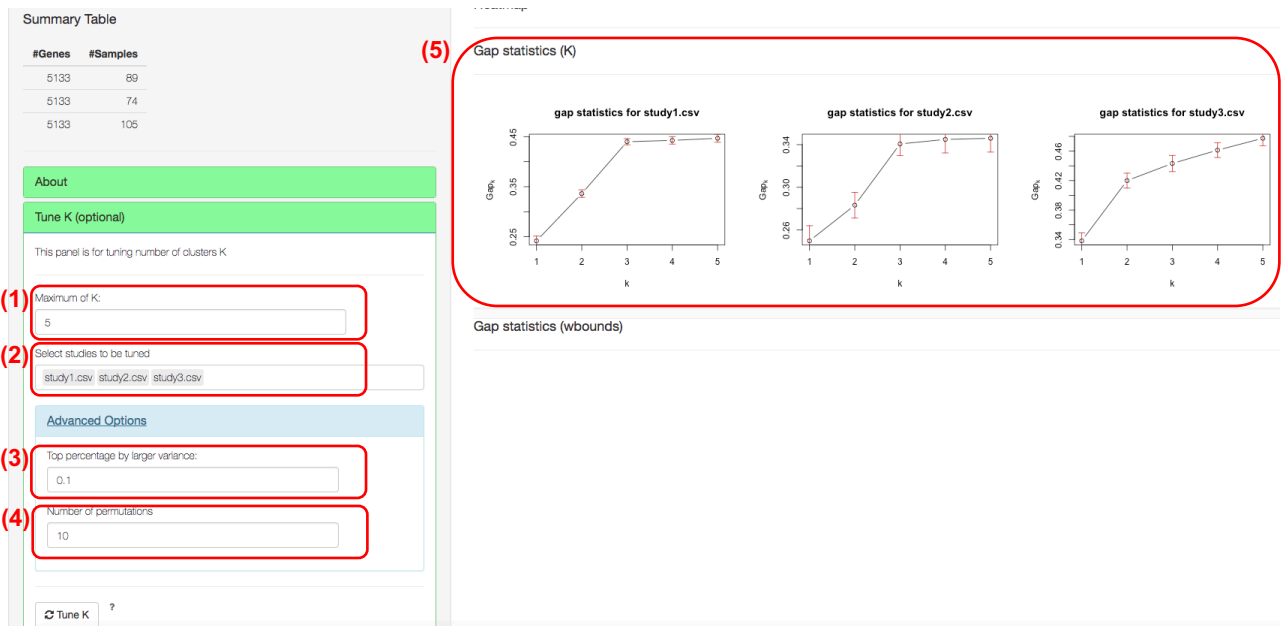 Summary Table
#Genes #Samples
5133 89
5133 74
5133 105
About
Tune K (optional)
This panel is for tuning number of clusters K
(1)
Maximum of K:
5
(2)
Select studies to be tuned
study1.csv study2.csv study3.csv
Advanced Options
(3)
Top percentage by larger variance:
0.1
(4)
Number of permutations
10
Tune K ?
Heatmap
(5)
Gap statistics (K)
gap statistics for study1.csv
Gapk
0.45
0.35
0.25
1 2 3 4 5
k
gap statistics for study2.csv
Gapk
0.34
0.30
0.26
1 2 3 4 5
k
gap statistics for study3.csv
Gapk
0.46
0.42
0.38
0.34
1 2 3 4 5
k
Gap statistics (wbounds)